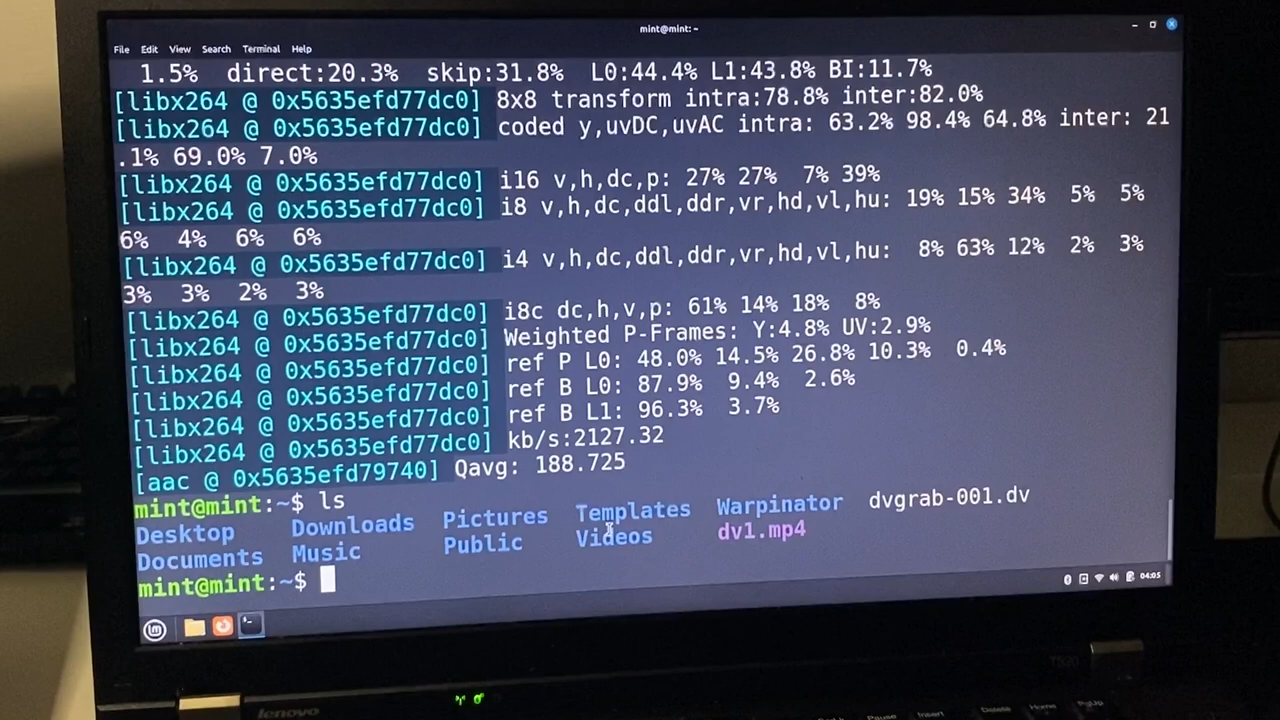 mint@mint: ~
File Edit View Search Terminal Help
1.5% direct:20.3% skip:31.8% L0:44.4% L1:43.8% BI:11.7%
[libx264 @ 0x5635efd77dc0] 8x8 transform intra:78.8% inter:82.0%
[libx264 @ 0x5635efd77dc0] coded y,uvDC,uvAC intra: 63.2% 98.4% 64.8% inter: 21
.1% 69.0% 7.0%
[libx264 @ 0x5635efd77dc0] i16 v,h,dc,p: 27% 27% 7% 39%
[libx264 @ 0x5635efd77dc0] i8 v,h,dc,ddl,ddr,vr,hd,vl,hu: 19% 15% 34% 5% 5%
6% 4% 6% 6%
[libx264 @ 0x5635efd77dc0] i4 v,h,dc,ddl,ddr,vr,hd,vl,hu: 8% 63% 12% 2% 3%
3% 3% 2% 3%
[libx264 @ 0x5635efd77dc0] i8c dc,h,v,p: 61% 14% 18% 8%
[libx264 @ 0x5635efd77dc0] Weighted P-Frames: Y:4.8% UV:2.9%
[libx264 @ 0x5635efd77dc0] ref P L0: 48.0% 14.5% 26.8% 10.3% 0.4%
[libx264 @ 0x5635efd77dc0] ref B L0: 87.9% 9.4% 2.6%
[libx264 @ 0x5635efd77dc0] ref B L1: 96.3% 3.7%
[libx264 @ 0x5635efd77dc0] kb/s:2127.32
[aac @ 0x5635efd79740] Qavg: 188.725
mint@mint:~$ ls
Desktop Downloads Pictures Templates Warpinator dvgrab-001.dv
Documents Music Public Videos dv1.mp4
mint@mint:~$
04:05
T520
lenovo
Pause Insert Delete Home PgUp